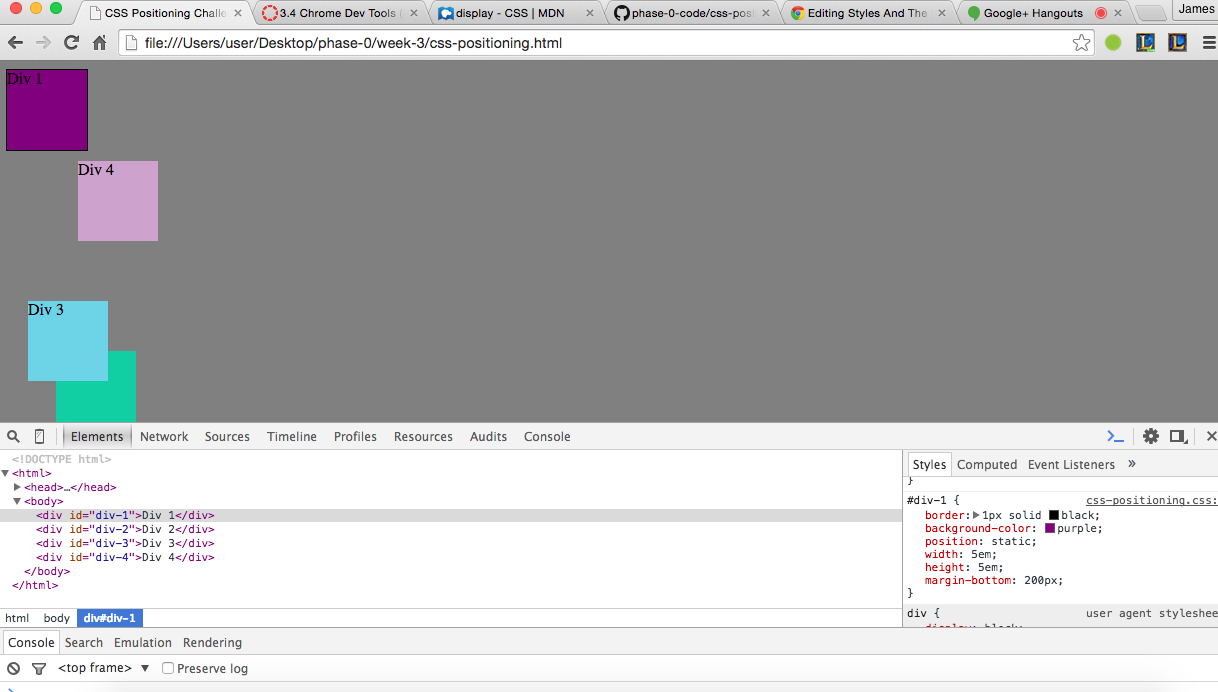 CSS Positioning Challe
3.4 Chrome Dev Tools (
display - CSS | MDN
phase-0-code/css-posi
Editing Styles And The
Google+ Hangouts
James
file:///Users/user/Desktop/phase-0/week-3/css-positioning.html
Div 1
Div 4
Div 3
Elements Network Sources Timeline Profiles Resources Audits Console
<!DOCTYPE html>
<html>
<head>…</head>
<body>
<div id="div-1">Div 1</div>
<div id="div-2">Div 2</div>
<div id="div-3">Div 3</div>
<div id="div-4">Div 4</div>
</body>
</html>
html body div#div-1
Styles Computed Event Listeners »
}
#div-1 { css-positioning.css:
border: 1px solid black;
background-color: purple;
position: static;
width: 5em;
height: 5em;
margin-bottom: 200px;
}
div { user agent styleshee
display: block;
Console Search Emulation Rendering
<top frame> ▼ Preserve log